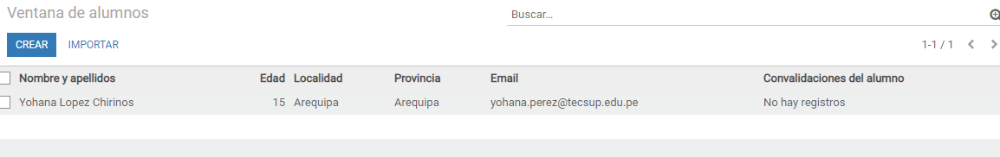 Ventana de alumnos
Buscar...
CREAR IMPORTAR
1-1 / 1
Nombre y apellidos Edad Localidad Provincia Email Convalidaciones del alumno
Yohana Lopez Chirinos 15 Arequipa Arequipa yohana.perez@tecsup.edu.pe No hay registros